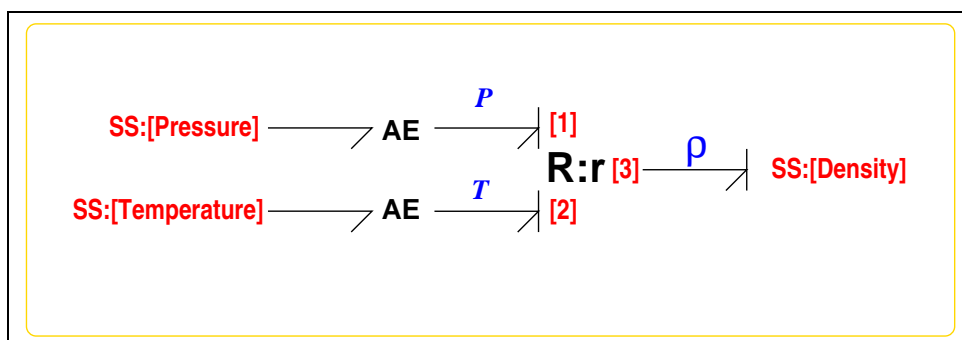 P
SS:[Pressure] AE [1]
R:r [3] ρ SS:[Density]
T
SS:[Temperature] AE [2]